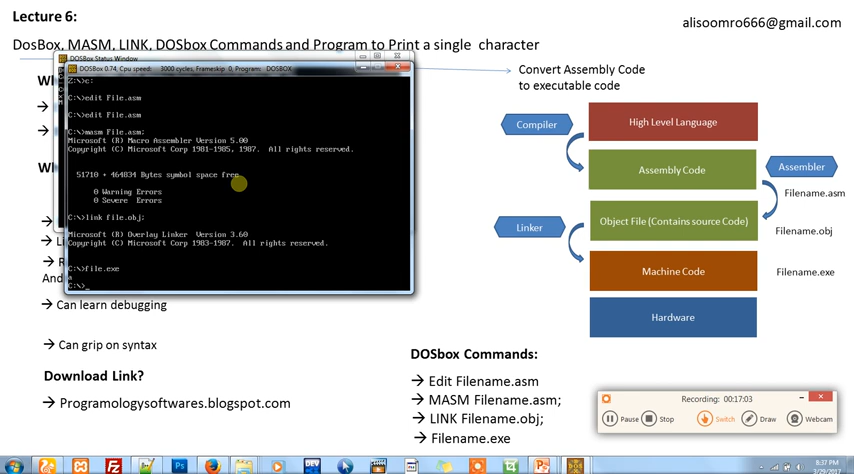 Lecture 6:
alisoomro666@gmail.com
DosBox, MASM, LINK, DOSbox Commands and Program to Print a single character
DOSBox Status Window
DOSBox 0.74, Cpu speed: 3000 cycles, Frameskip 0, Program: DOSBOX
Z:\>c:
C:\>edit File.asm
C:\>edit File.asm
C:\>masm File.asm;
Microsoft (R) Macro Assembler Version 5.00
Copyright (C) Microsoft Corp 1981-1985, 1987. All rights reserved.
51710 + 464834 Bytes symbol space free
0 Warning Errors
0 Severe Errors
C:\>link file.obj;
Microsoft (R) Overlay Linker Version 3.60
Copyright (C) Microsoft Corp 1983-1987. All rights reserved.
C:\>file.exe
a
C:\>_
Wh
Wh
→ Li
→ R
And
→ Can learn debugging
→ Can grip on syntax
Download Link?
→ Programologysoftwares.blogspot.com
Convert Assembly Code
to executable code
Compiler
High Level Language
Assembly Code
Assembler
Filename.asm
Linker
Object File (Contains source Code)
Filename.obj
Machine Code
Filename.exe
Hardware
DOSbox Commands:
→ Edit Filename.asm
→ MASM Filename.asm;
→ LINK Filename.obj;
→ Filename.exe
Recording: 00:17:03
Pause
Stop
Switch
Draw
Webcam
8:37 PM
3/29/2017